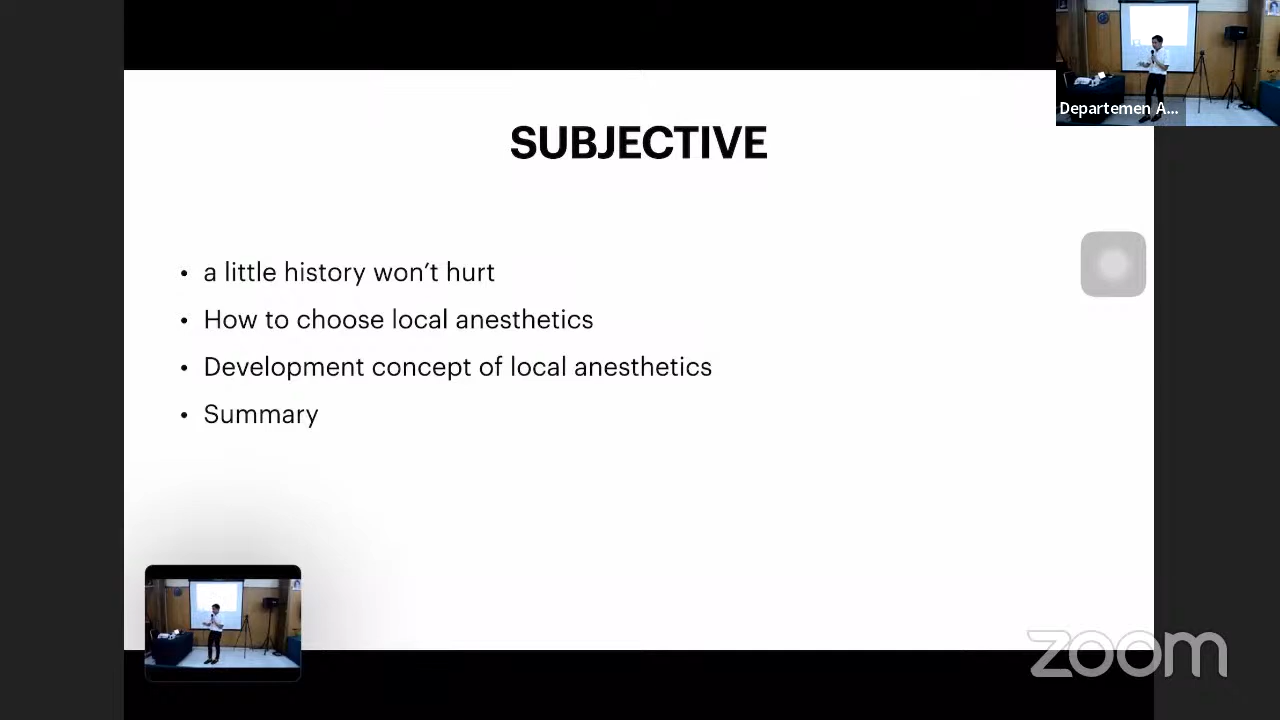 Departemen A...
SUBJECTIVE
• a little history won’t hurt
• How to choose local anesthetics
• Development concept of local anesthetics
• Summary
zoom